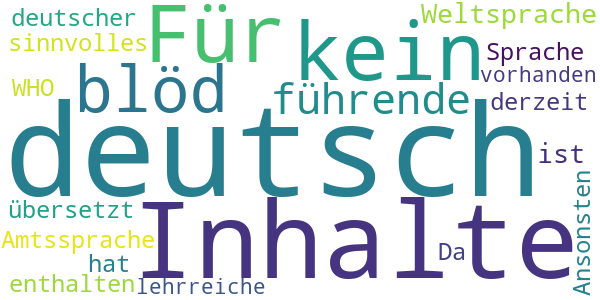 deutscher
Für
kein
Weltsprache
sinnvolles
Sprache
WHO
blöd
führende
vorhanden
derzeit
deutsch
ist
übersetzt
Inhalte
Ansonsten
Amtssprache
Da
hat
enthalten
lehrreiche